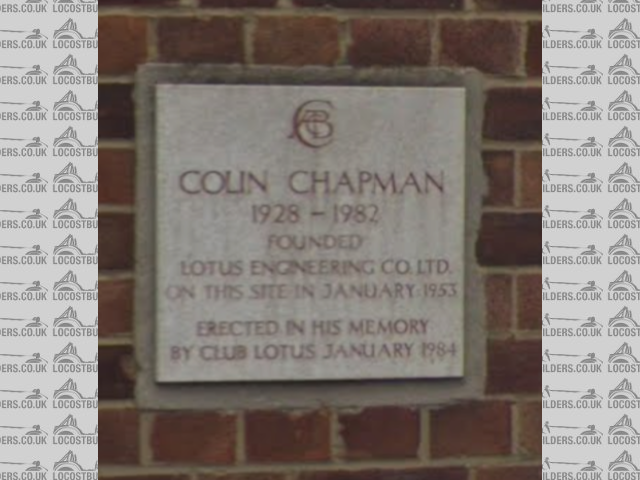 COLIN CHAPMAN
1928 – 1982
FOUNDED
LOTUS ENGINEERING CO. LTD.
ON THIS SITE IN JANUARY 1953
ERECTED IN HIS MEMORY
BY CLUB LOTUS JANUARY 1984